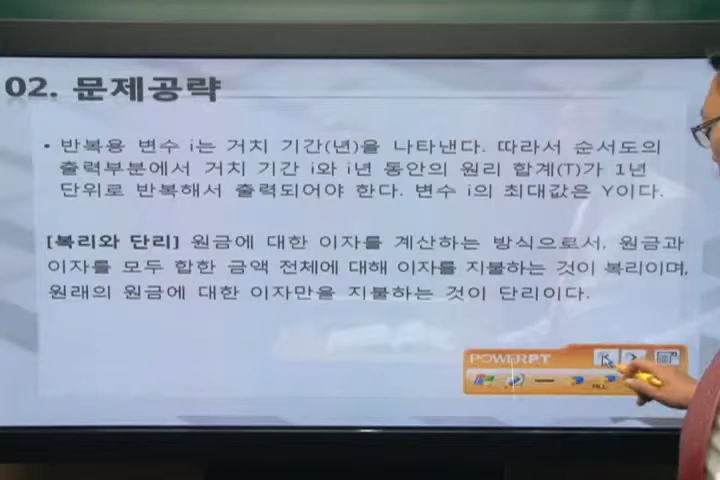 02. 문제공략
• 반복용 변수 i는 거치 기간(년)을 나타낸다. 따라서 순서도의
출력부분에서 거치 기간 i와 i년 동안의 원리 합계(T)가 1년
단위로 반복해서 출력되어야 한다. 변수 i의 최대값은 Y이다.
[복리와 단리] 원금에 대한 이자를 계산하는 방식으로서, 원금과
이자를 모두 합한 금액 전체에 대해 이자를 지불하는 것이 복리이며,
원래의 원금에 대한 이자만을 지불하는 것이 단리이다.
POWERPT
ALL